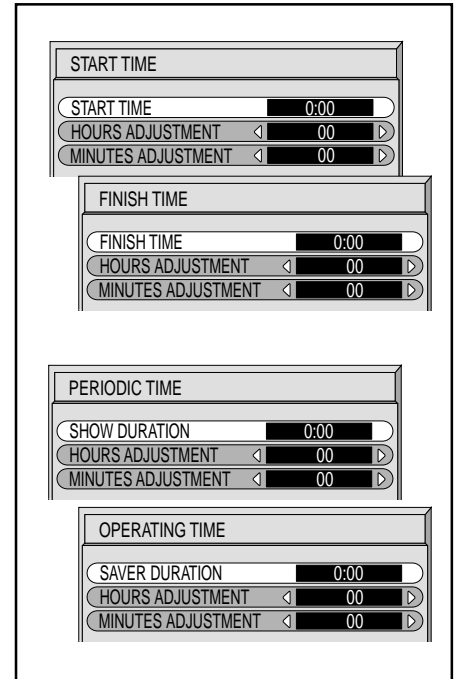 START TIME
START TIME 0:00
HOURS ADJUSTMENT 00
MINUTES ADJUSTMENT 00
FINISH TIME
FINISH TIME 0:00
HOURS ADJUSTMENT 00
MINUTES ADJUSTMENT 00
PERIODIC TIME
SHOW DURATION 0:00
HOURS ADJUSTMENT 00
MINUTES ADJUSTMENT 00
OPERATING TIME
SAVER DURATION 0:00
HOURS ADJUSTMENT 00
MINUTES ADJUSTMENT 00